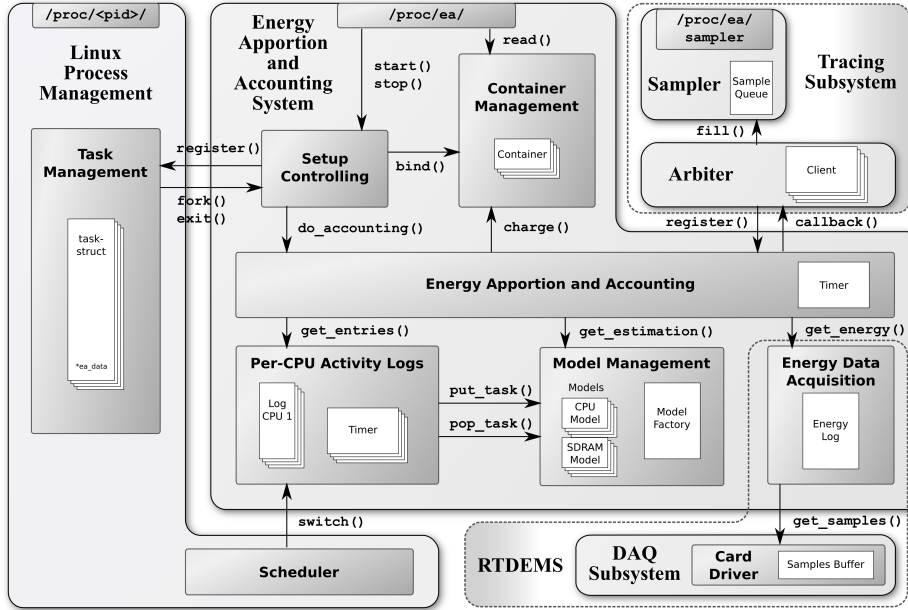 /proc/<pid>/
Linux
Process
Management
Task
Management
task-
struct
*ea_data
register()
fork()
exit()
Energy
Apportion
and
Accounting
System
/proc/ea/
start()
stop()
read()
Setup
Controlling
bind()
Container
Management
Container
do_accounting()
charge()
/proc/ea/
sampler
Sampler
Sample
Queue
Tracing
Subsystem
fill()
Arbiter
Client
register()
callback()
Energy Apportion and Accounting
Timer
get_entries()
get_estimation()
get_energy()
Per-CPU Activity Logs
Log
CPU 1
Timer
put_task()
pop_task()
Model Management
Models
CPU
Model
SDRAM
Model
Model
Factory
Energy Data
Acquisition
Energy
Log
switch()
get_samples()
Scheduler
RTDEMS
DAQ
Subsystem
Card
Driver
Samples Buffer